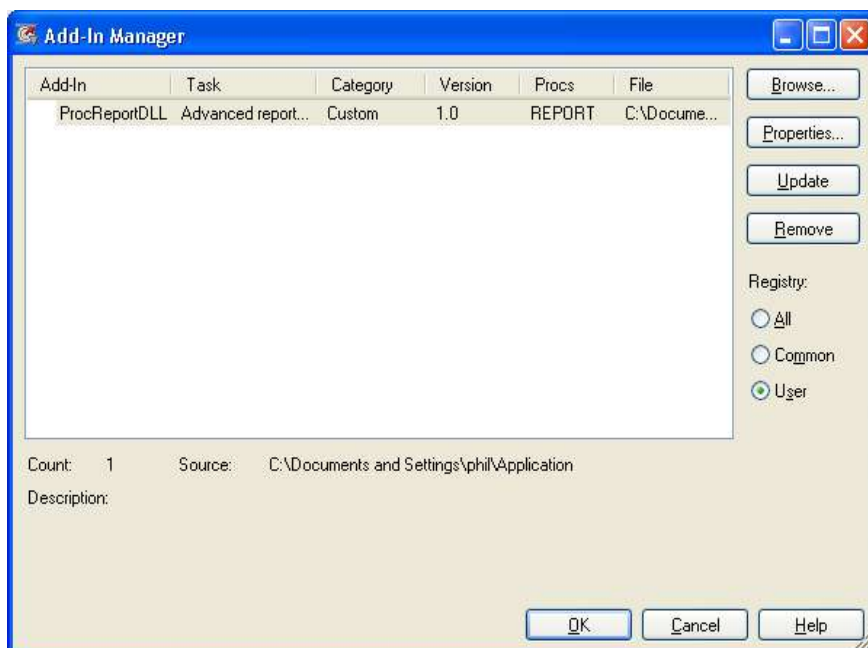 Add-In Manager
Add-In Task Category Version Procs File
ProcReportDLL Advanced report... Custom 1.0 REPORT C:\Docume...
Browse...
Properties...
Update
Remove
Registry:
All
Common
User
Count: 1 Source: C:\Documents and Settings\phil\Application
Description:
OK Cancel Help